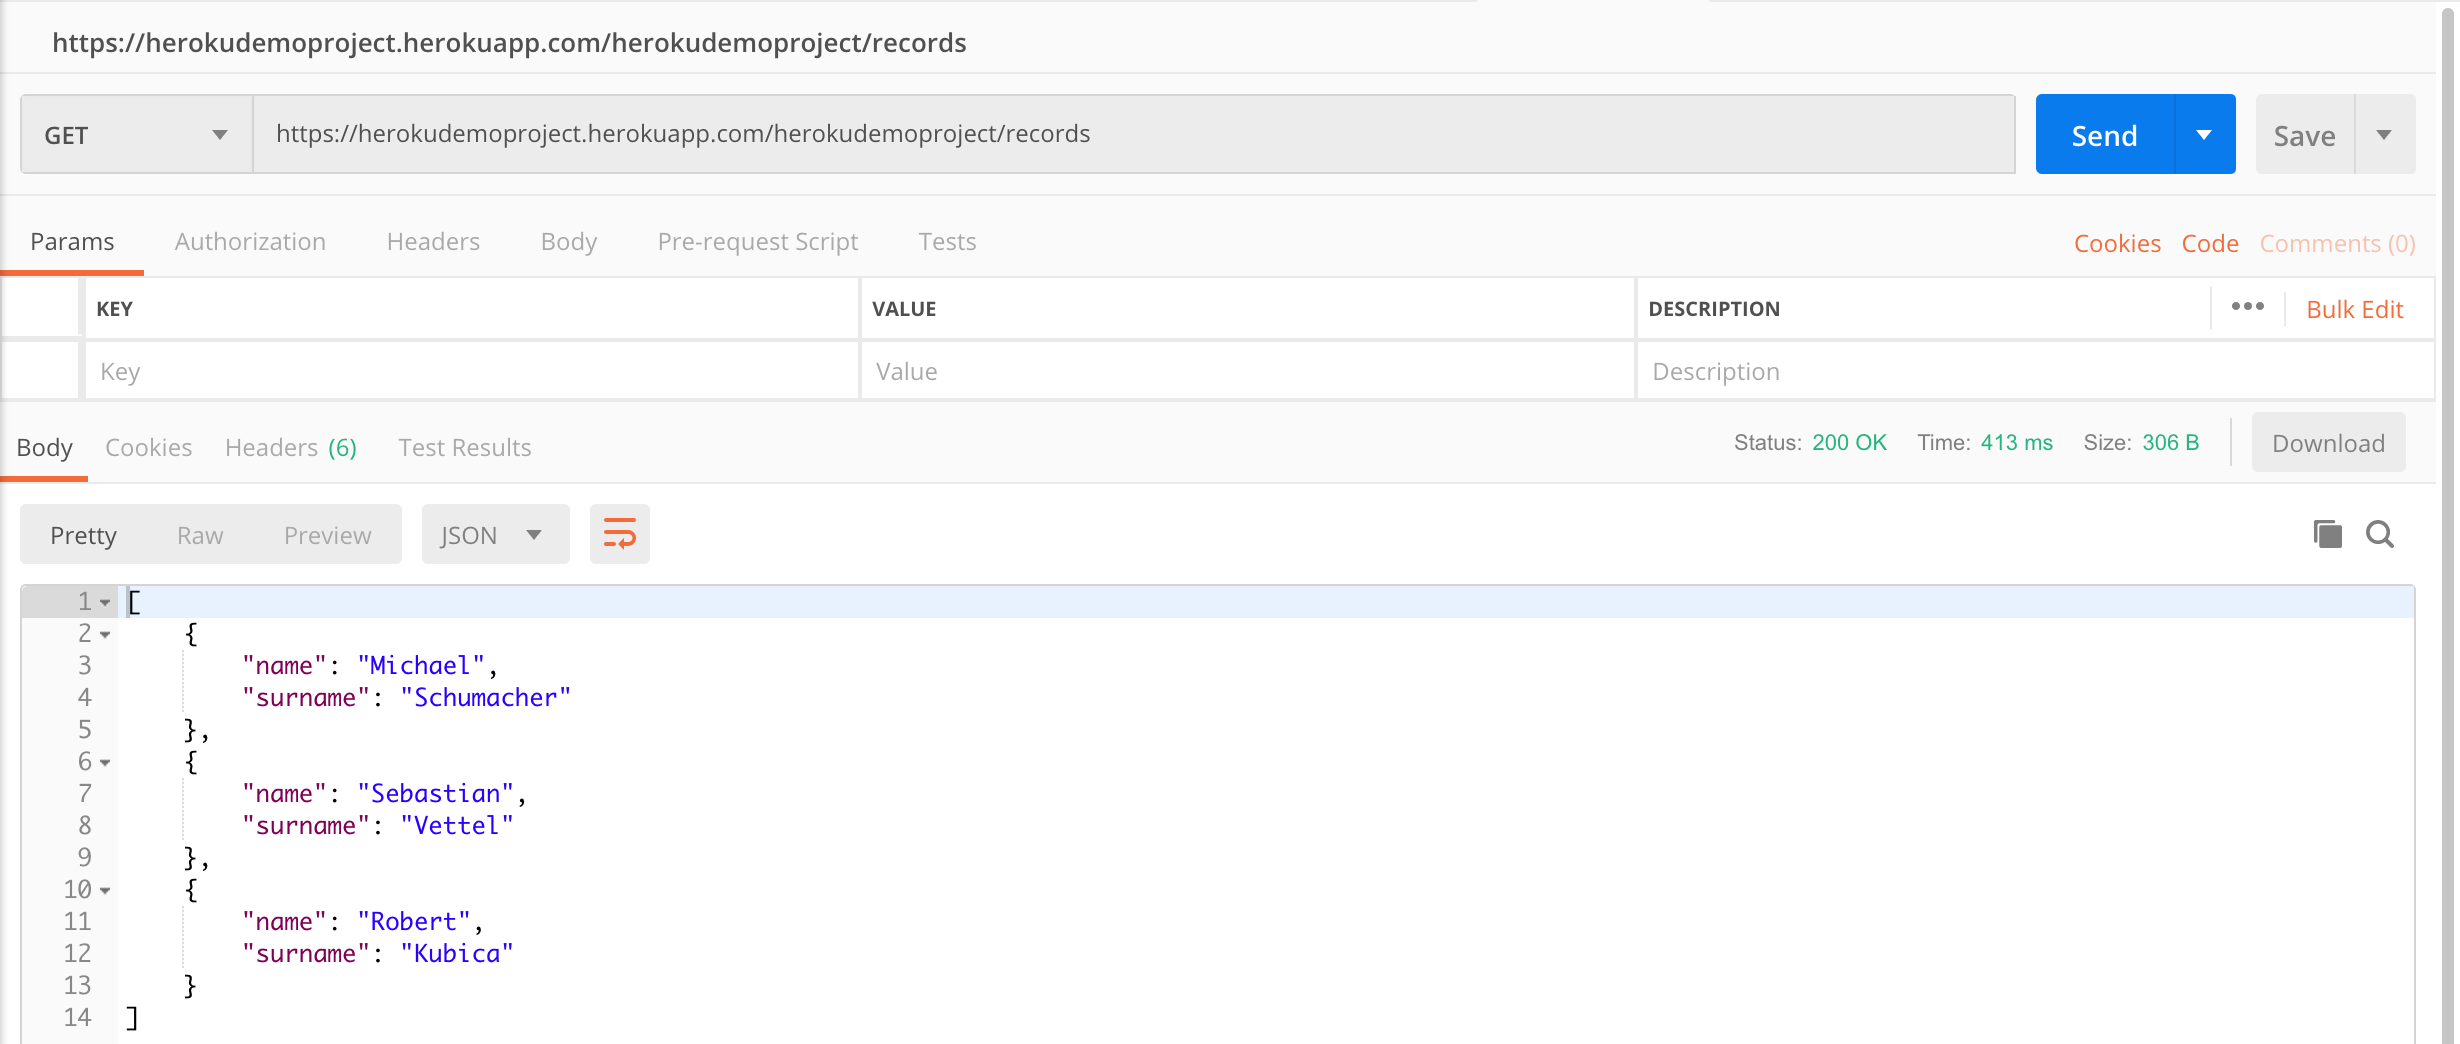 https://herokudemoproject.herokuapp.com/herokudemoproject/records
GET https://herokudemoproject.herokuapp.com/herokudemoproject/records Send Save
Params Authorization Headers Body Pre-request Script Tests Cookies Code Comments (0)
KEY VALUE DESCRIPTION ••• Bulk Edit
Key Value Description
Body Cookies Headers (6) Test Results Status: 200 OK Time: 413 ms Size: 306 B Download
Pretty Raw Preview JSON
1 [
2 {
3 "name": "Michael",
4 "surname": "Schumacher"
5 },
6 {
7 "name": "Sebastian",
8 "surname": "Vettel"
9 },
10 {
11 "name": "Robert",
12 "surname": "Kubica"
13 }
14 ]